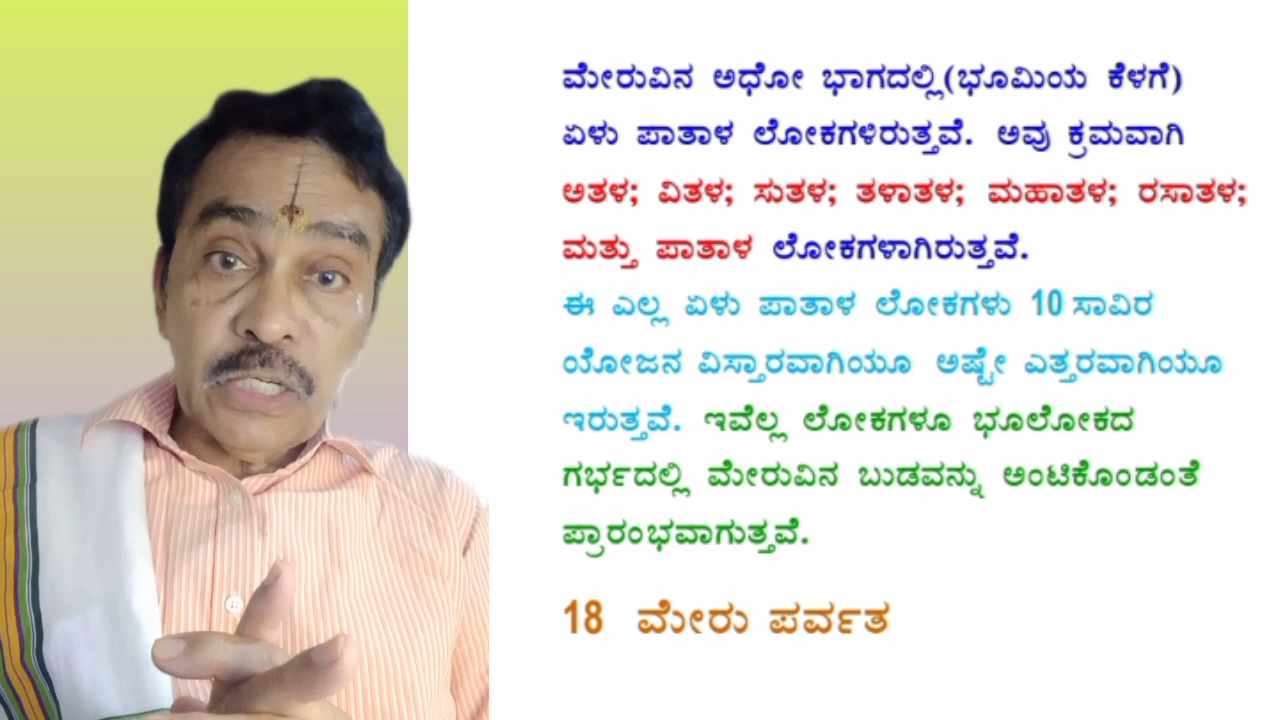 ಮೇರುವಿನ ಅಧೋ ಭಾಗದಲ್ಲಿ(ಭೂಮಿಯ ಕೆಳಗೆ)
ಏಳು ಪಾತಾಳ ಲೋಕಗಳಿರುತ್ತವೆ. ಅವು ಕ್ರಮವಾಗಿ
ಅತಳ; ವಿತಳ; ಸುತಳ; ತಳಾತಳ; ಮಹಾತಳ; ರಸಾತಳ;
ಮತ್ತು ಪಾತಾಳ ಲೋಕಗಳಾಗಿರುತ್ತವೆ.
ಈ ಎಲ್ಲ ಏಳು ಪಾತಾಳ ಲೋಕಗಳು 10 ಸಾವಿರ
ಯೋಜನ ವಿಸ್ತಾರವಾಗಿಯೂ ಅಷ್ಟೇ ಎತ್ತರವಾಗಿಯೂ
ಇರುತ್ತವೆ. ಇವೆಲ್ಲ ಲೋಕಗಳೂ ಭೂಲೋಕದ
ಗರ್ಭದಲ್ಲಿ ಮೇರುವಿನ ಬುಡವನ್ನು ಅಂಟಿಕೊಂಡಂತೆ
ಪ್ರಾರಂಭವಾಗುತ್ತವೆ.
18 ಮೇರು ಪರ್ವತ